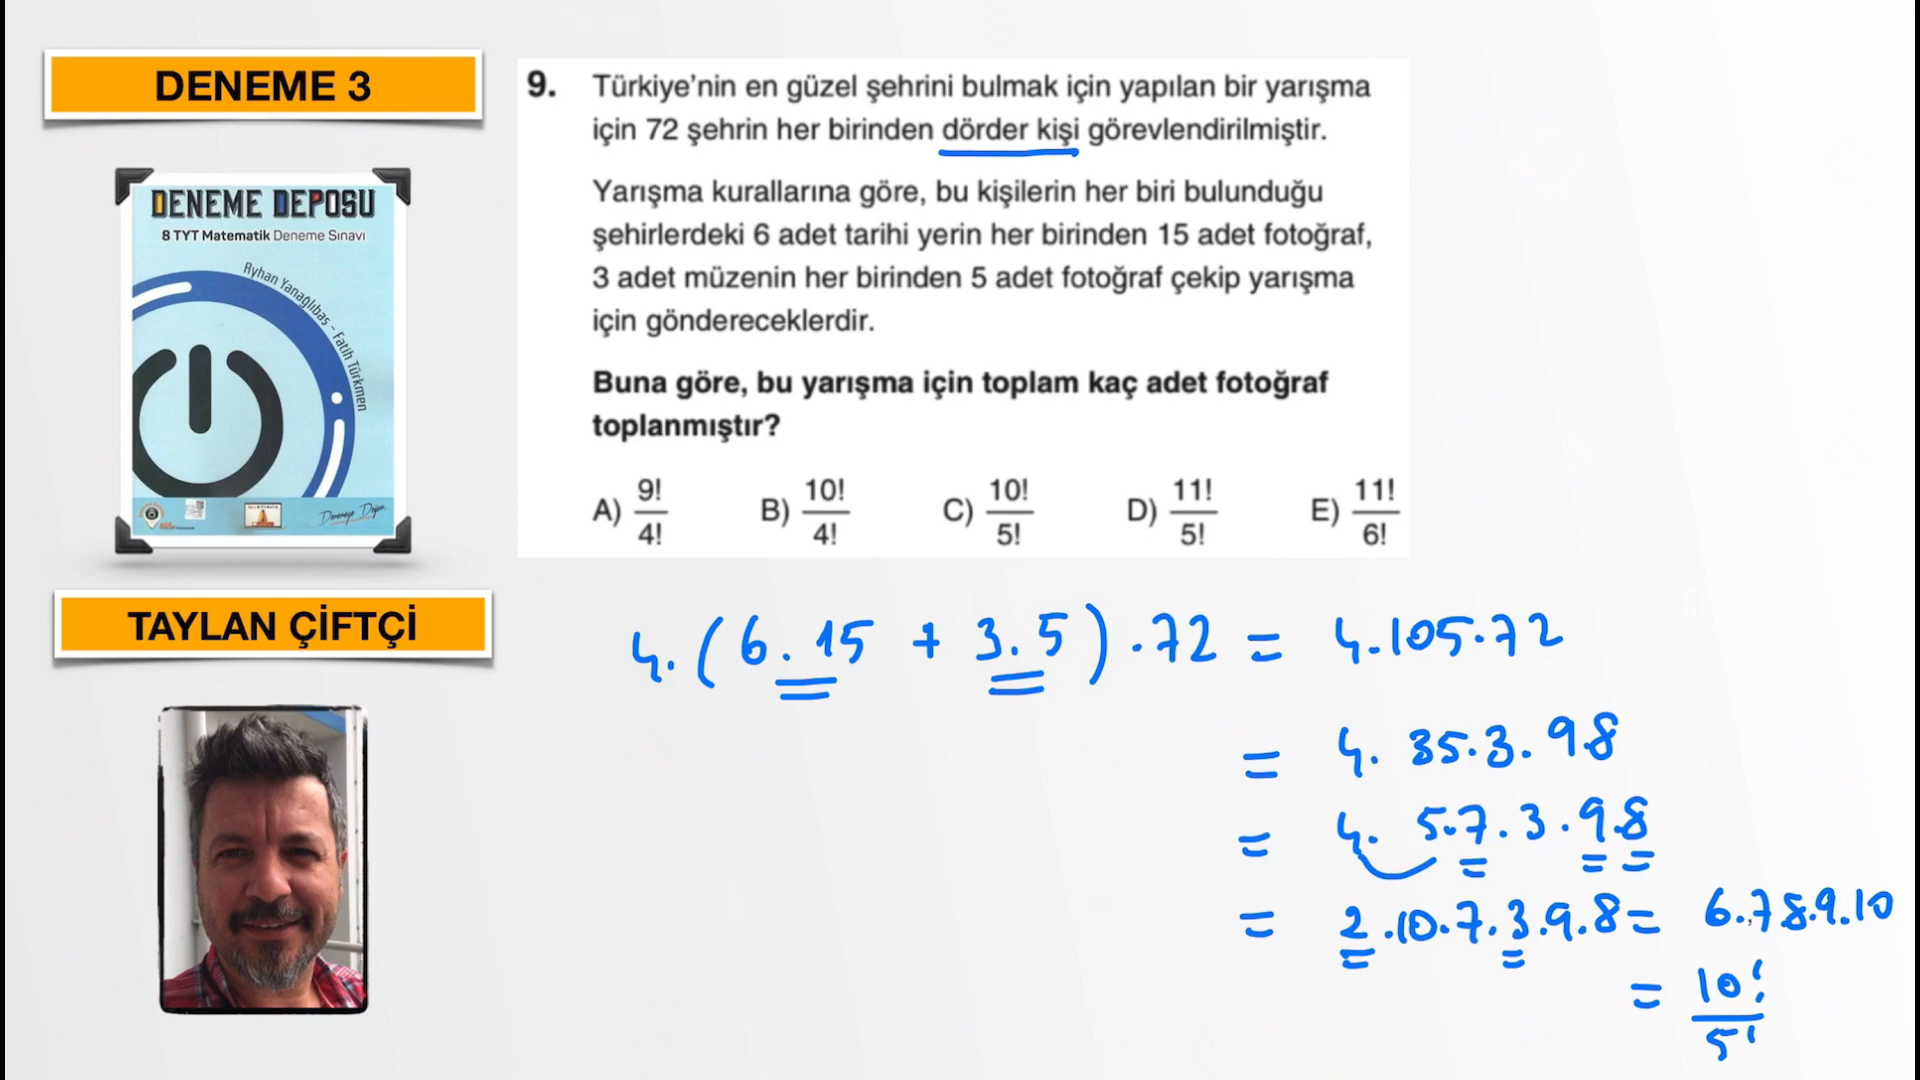 DENEME 3
DENEME DEPOSU
8 TYT Matematik Deneme Sınavı
Ayhan Yanağlıbaş - Fatih Türkmen
Denemeye Değer
TAYLAN ÇİFTÇİ
9. Türkiye'nin en güzel şehrini bulmak için yapılan bir yarışma
için 72 şehrin her birinden dörder kişi görevlendirilmiştir.
Yarışma kurallarına göre, bu kişilerin her biri bulunduğu
şehirlerdeki 6 adet tarihi yerin her birinden 15 adet fotoğraf,
3 adet müzenin her birinden 5 adet fotoğraf çekip yarışma
için göndereceklerdir.
Buna göre, bu yarışma için toplam kaç adet fotoğraf
toplanmıştır?
A) 9!/4! B) 10!/4! C) 10!/5! D) 11!/5! E) 11!/6!
4.(6.15 + 3.5).72 = 4.105.72
= 4. 35.3.98
= 4. 5.7.3.9.8
= 2.10.7.3.9.8 = 6.7.8.9.10
= 10!/5!